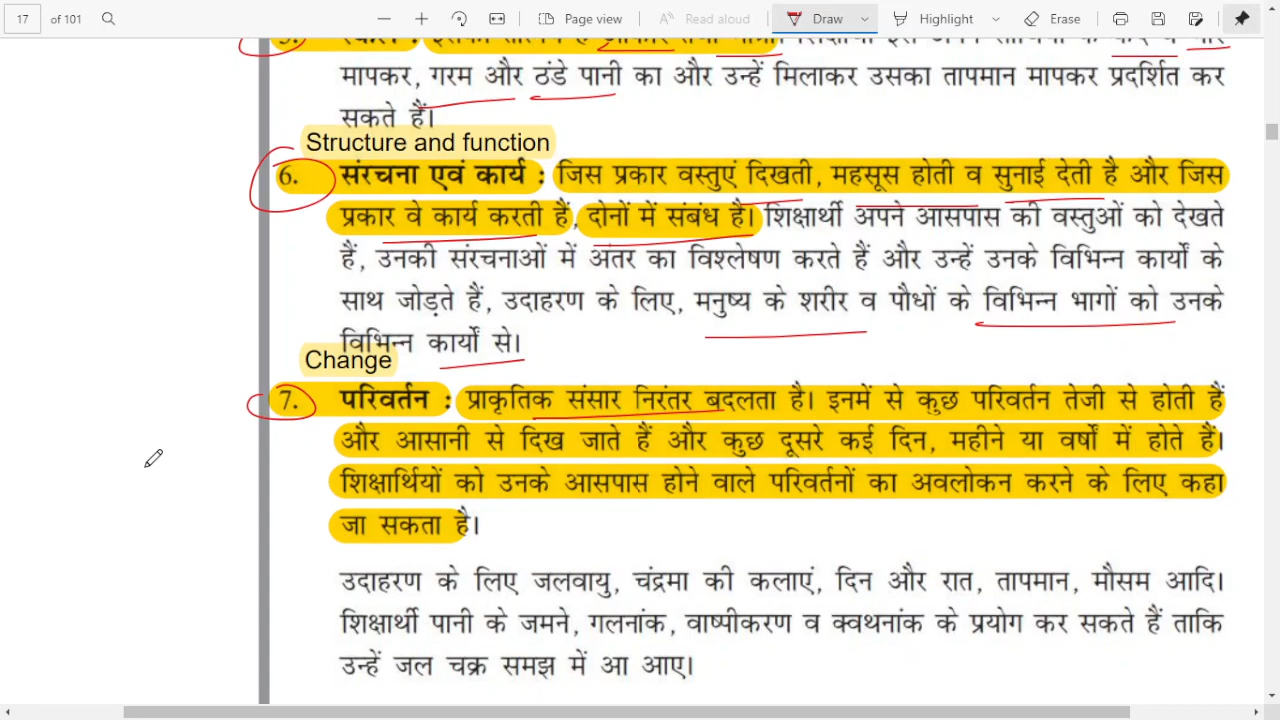 17 of 101 Page view Read aloud Draw Highlight Erase
मापकर, गरम और ठंडे पानी का और उन्हें मिलाकर उसका तापमान मापकर प्रदर्शित कर
सकते हैं।
Structure and function
6. संरचना एवं कार्य : जिस प्रकार वस्तुएं दिखती, महसूस होती व सुनाई देती है और जिस
प्रकार वे कार्य करती हैं, दोनों में संबंध है। शिक्षार्थी अपने आसपास की वस्तुओं को देखते
हैं, उनकी संरचनाओं में अंतर का विश्लेषण करते हैं और उन्हें उनके विभिन्न कार्यों के
साथ जोड़ते हैं, उदाहरण के लिए, मनुष्य के शरीर व पौधों के विभिन्न भागों को उनके
विभिन्न कार्यों से।
Change
7. परिवर्तन : प्राकृतिक संसार निरंतर बदलता है। इनमें से कुछ परिवर्तन तेजी से होती हैं
और आसानी से दिख जाते हैं और कुछ दूसरे कई दिन, महीने या वर्षों में होते हैं।
शिक्षार्थियों को उनके आसपास होने वाले परिवर्तनों का अवलोकन करने के लिए कहा
जा सकता है।
उदाहरण के लिए जलवायु, चंद्रमा की कलाएं, दिन और रात, तापमान, मौसम आदि।
शिक्षार्थी पानी के जमने, गलनांक, वाष्पीकरण व क्वथनांक के प्रयोग कर सकते हैं ताकि
उन्हें जल चक्र समझ में आ आए।